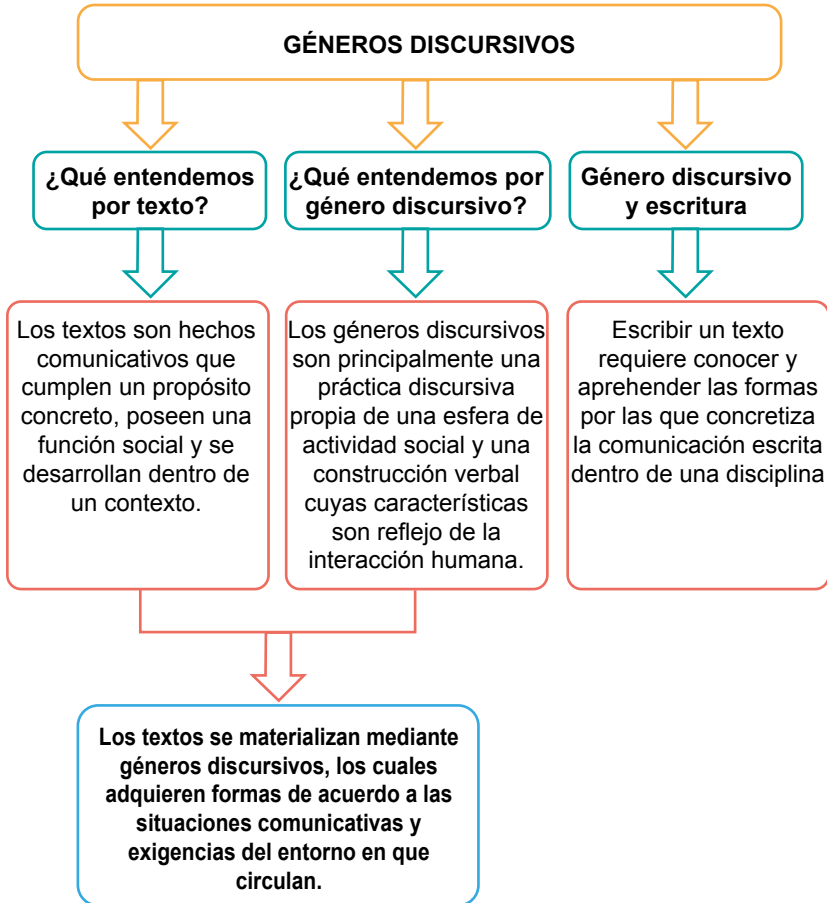 GÉNEROS DISCURSIVOS
¿Qué entendemos
por texto?
¿Qué entendemos por
género discursivo?
Género discursivo
y escritura
Los textos son hechos
comunicativos que
cumplen un propósito
concreto, poseen una
función social y se
desarrollan dentro de
un contexto.
Los géneros discursivos
son principalmente una
práctica discursiva
propia de una esfera de
actividad social y una
construcción verbal
cuyas características
son reflejo de la
interacción humana.
Escribir un texto
requiere conocer y
aprehender las formas
por las que concretiza
la comunicación escrita
dentro de una disciplina
Los textos se materializan mediante
géneros discursivos, los cuales
adquieren formas de acuerdo a las
situaciones comunicativas y
exigencias del entorno en que
circulan.